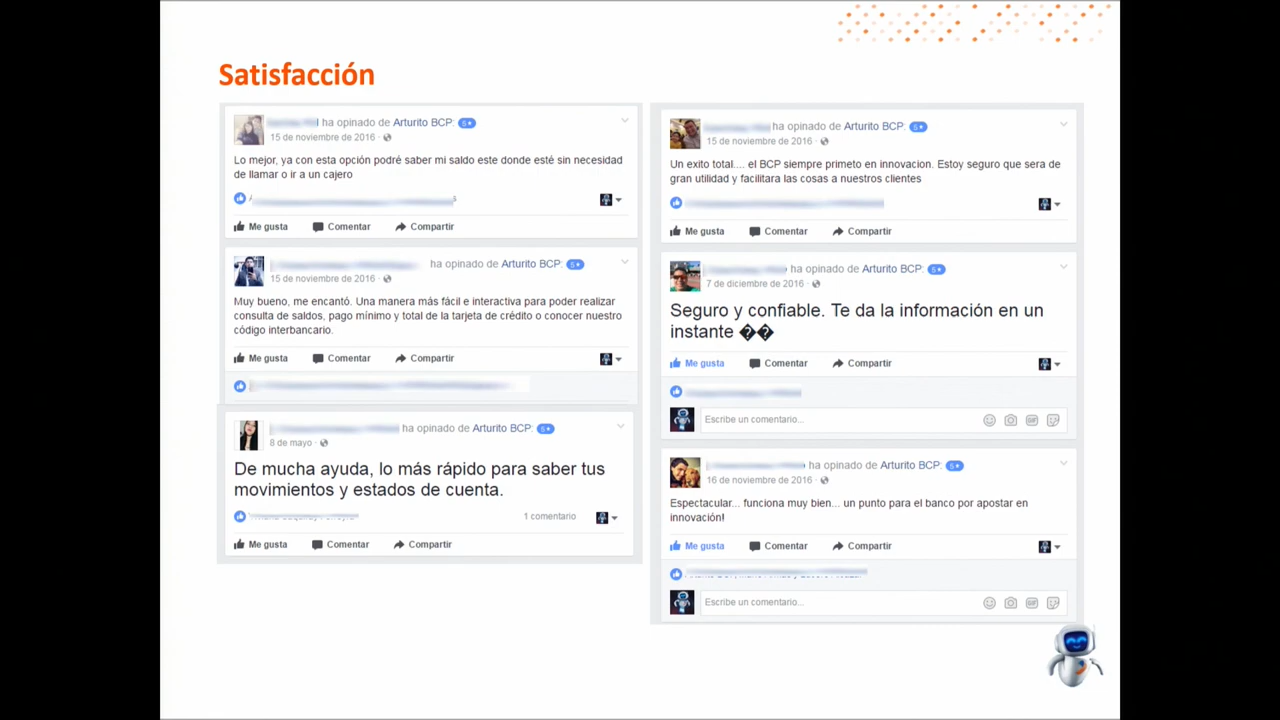 Satisfacción
ha opinado de Arturito BCP: 5★
15 de noviembre de 2016 ·
Lo mejor, ya con esta opción podré saber mi saldo este donde esté sin necesidad
de llamar o ir a un cajero
Me gusta Comentar Compartir
ha opinado de Arturito BCP: 5★
15 de noviembre de 2016 ·
Muy bueno, me encantó. Una manera más fácil e interactiva para poder realizar
consulta de saldos, pago mínimo y total de la tarjeta de crédito o conocer nuestro
código interbancario.
Me gusta Comentar Compartir
ha opinado de Arturito BCP: 5★
8 de mayo ·
De mucha ayuda, lo más rápido para saber tus
movimientos y estados de cuenta.
1 comentario
Me gusta Comentar Compartir
ha opinado de Arturito BCP: 5★
15 de noviembre de 2016 ·
Un exito total.... el BCP siempre primeto en innovacion. Estoy seguro que sera de
gran utilidad y facilitara las cosas a nuestros clientes
Me gusta Comentar Compartir
ha opinado de Arturito BCP: 5★
7 de diciembre de 2016 ·
Seguro y confiable. Te da la información en un
instante ��
Me gusta Comentar Compartir
Escribe un comentario...
GIF
ha opinado de Arturito BCP: 5★
16 de noviembre de 2016 ·
Espectacular... funciona muy bien... un punto para el banco por apostar en
innovación!
Me gusta Comentar Compartir
Escribe un comentario...
GIF